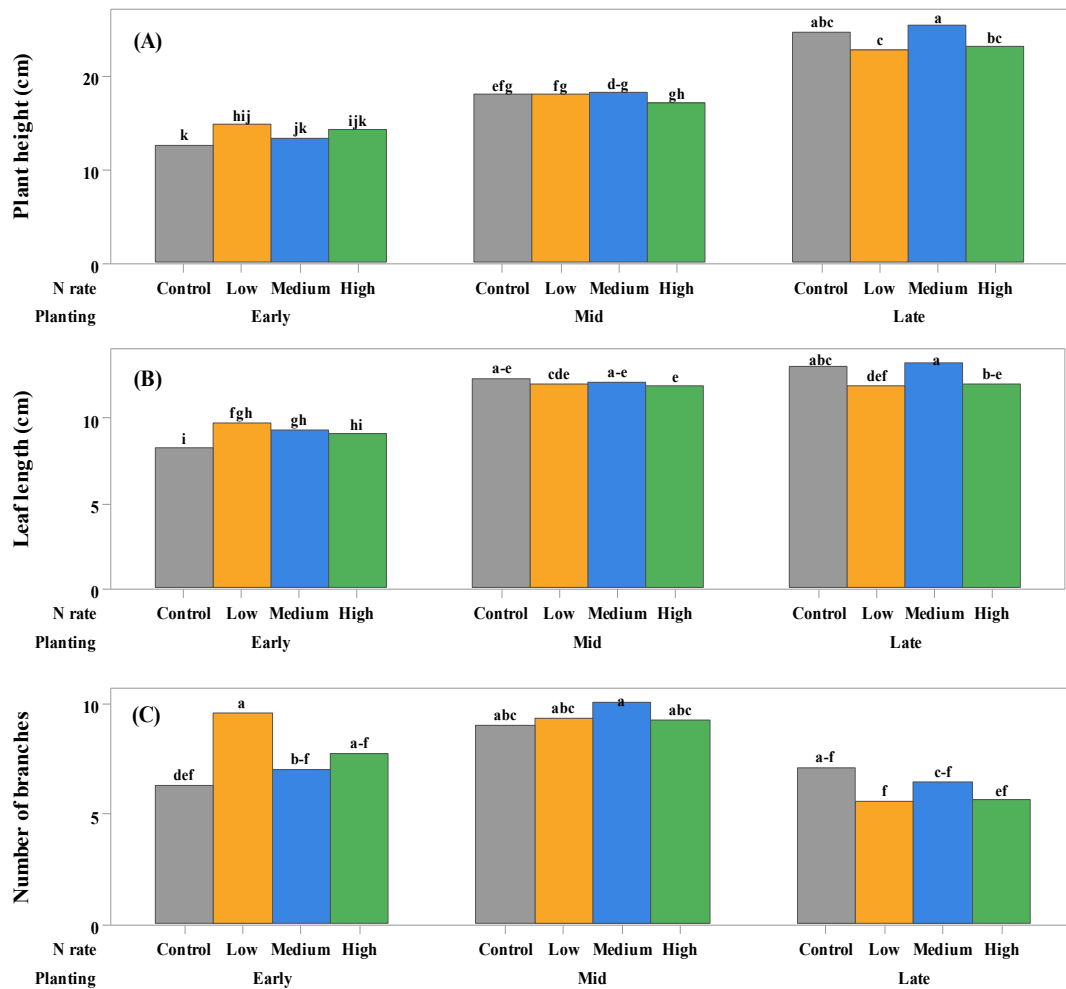 (A)
Plant height (cm)
20
10
0
k hij jk ijk efg fg d-g gh abc c a bc
N rate Control Low Medium High Control Low Medium High Control Low Medium High
Planting Early Mid Late
(B)
Leaf length (cm)
10
5
0
i fgh gh hi a-e cde a-e e abc def a b-e
N rate Control Low Medium High Control Low Medium High Control Low Medium High
Planting Early Mid Late
(C)
Number of branches
10
5
0
def a b-f a-f abc abc a abc a-f f c-f ef
N rate Control Low Medium High Control Low Medium High Control Low Medium High
Planting Early Mid Late